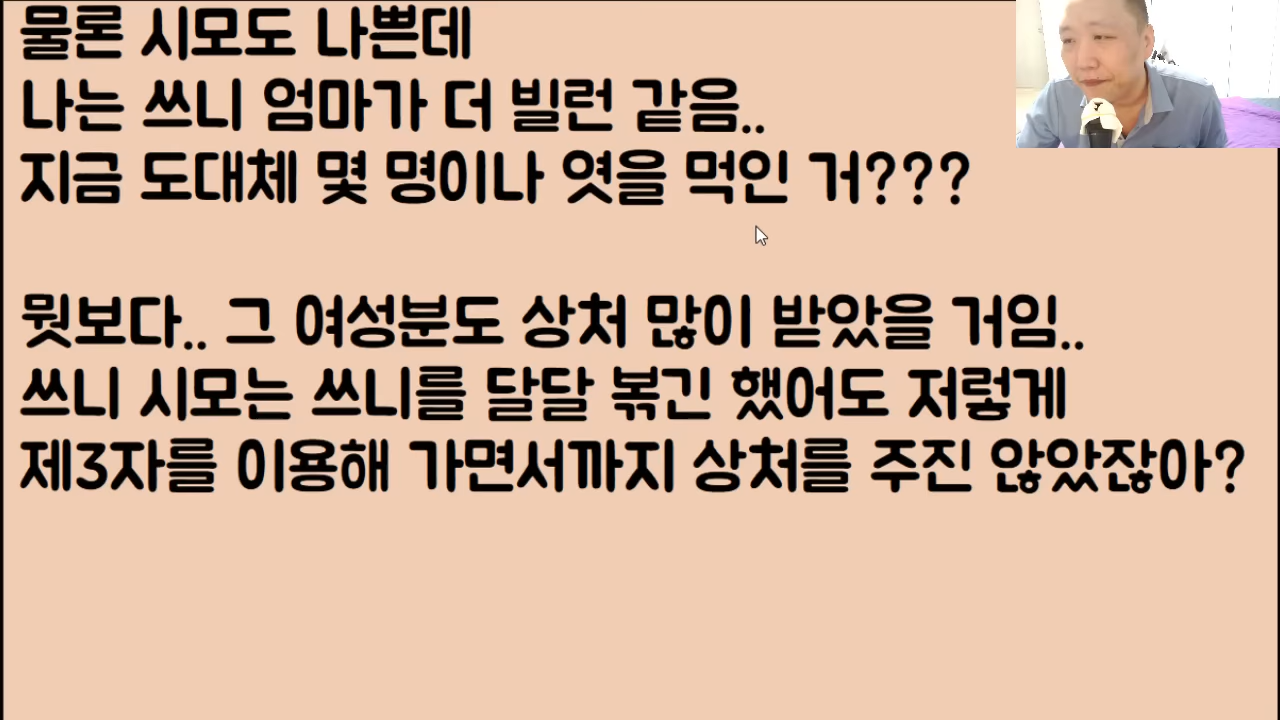 물론 시모도 나쁜데
나는 쓰니 엄마가 더 빌런 같음..
지금 도대체 몇 명이나 엿을 먹인 거???
뭣보다.. 그 여성분도 상처 많이 받았을 거임..
쓰니 시모는 쓰니를 달달 볶긴 했어도 저렇게
제3자를 이용해 가면서까지 상처를 주진 않았잖아?